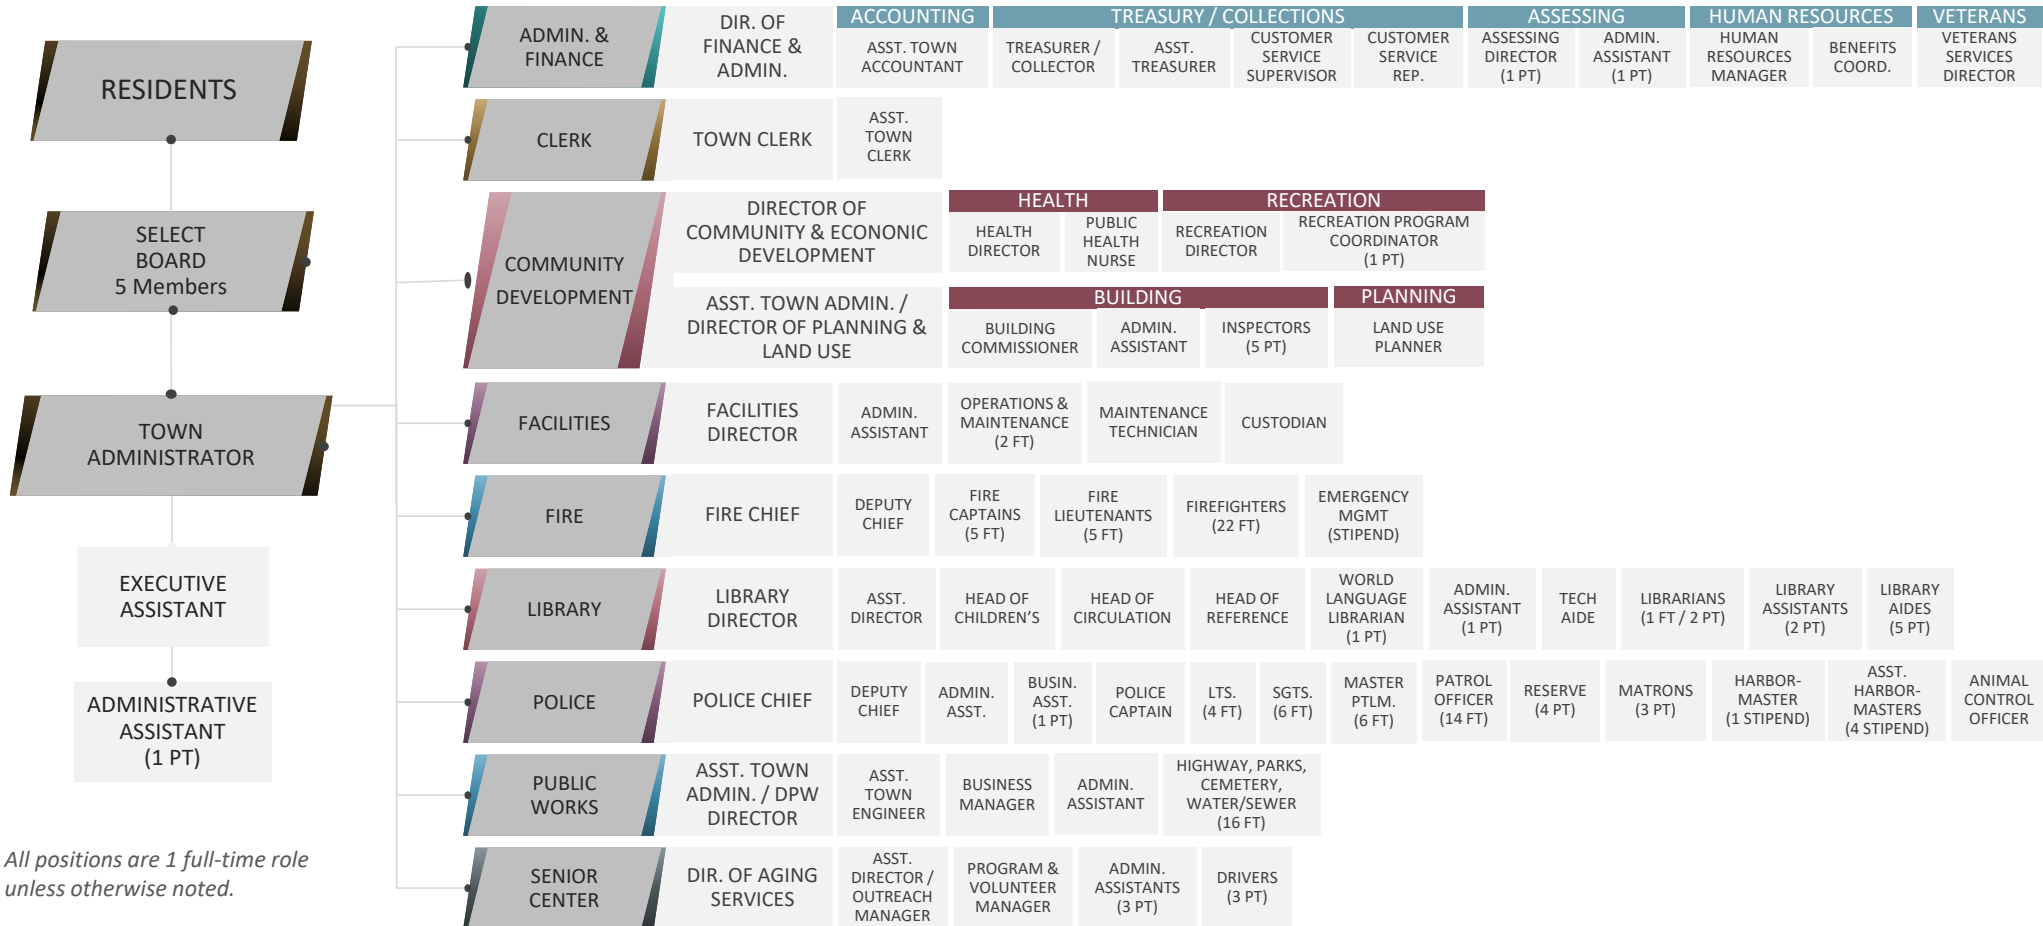 RESIDENTS
SELECT
BOARD
5 Members
TOWN
ADMINISTRATOR
EXECUTIVE
ASSISTANT
ADMINISTRATIVE
ASSISTANT
(1 PT)
All positions are 1 full-time role
unless otherwise noted.
ADMIN. &
FINANCE
DIR. OF
FINANCE &
ADMIN.
ACCOUNTING
ASST. TOWN
ACCOUNTANT
TREASURY / COLLECTIONS
TREASURER /
COLLECTOR
ASST.
TREASURER
CUSTOMER
SERVICE
SUPERVISOR
CUSTOMER
SERVICE
REP.
ASSESSING
ASSESSING
DIRECTOR
(1 PT)
ADMIN.
ASSISTANT
(1 PT)
HUMAN RESOURCES
HUMAN
RESOURCES
MANAGER
BENEFITS
COORD.
VETERANS
VETERANS
SERVICES
DIRECTOR
CLERK
TOWN CLERK
ASST.
TOWN
CLERK
COMMUNITY
DEVELOPMENT
DIRECTOR OF
COMMUNITY & ECONONIC
DEVELOPMENT
HEALTH
HEALTH
DIRECTOR
PUBLIC
HEALTH
NURSE
RECREATION
RECREATION
DIRECTOR
RECREATION PROGRAM
COORDINATOR
(1 PT)
ASST. TOWN ADMIN. /
DIRECTOR OF PLANNING &
LAND USE
BUILDING
BUILDING
COMMISSIONER
ADMIN.
ASSISTANT
INSPECTORS
(5 PT)
PLANNING
LAND USE
PLANNER
FACILITIES
FACILITIES
DIRECTOR
ADMIN.
ASSISTANT
OPERATIONS &
MAINTENANCE
(2 FT)
MAINTENANCE
TECHNICIAN
CUSTODIAN
FIRE
FIRE CHIEF
DEPUTY
CHIEF
FIRE
CAPTAINS
(5 FT)
FIRE
LIEUTENANTS
(5 FT)
FIREFIGHTERS
(22 FT)
EMERGENCY
MGMT
(STIPEND)
LIBRARY
LIBRARY
DIRECTOR
ASST.
DIRECTOR
HEAD OF
CHILDREN'S
HEAD OF
CIRCULATION
HEAD OF
REFERENCE
WORLD
LANGUAGE
LIBRARIAN
(1 PT)
ADMIN.
ASSISTANT
(1 PT)
TECH
AIDE
LIBRARIANS
(1 FT / 2 PT)
LIBRARY
ASSISTANTS
(2 PT)
LIBRARY
AIDES
(5 PT)
POLICE
POLICE CHIEF
DEPUTY
CHIEF
ADMIN.
ASST.
BUSIN.
ASST.
(1 PT)
POLICE
CAPTAIN
LTS.
(4 FT)
SGTS.
(6 FT)
MASTER
PTLM.
(6 FT)
PATROL
OFFICER
(14 FT)
RESERVE
(4 PT)
MATRONS
(3 PT)
HARBOR-
MASTER
(1 STIPEND)
ASST.
HARBOR-
MASTERS
(4 STIPEND)
ANIMAL
CONTROL
OFFICER
PUBLIC
WORKS
ASST. TOWN
ADMIN. / DPW
DIRECTOR
ASST.
TOWN
ENGINEER
BUSINESS
MANAGER
ADMIN.
ASSISTANT
HIGHWAY, PARKS,
CEMETERY,
WATER/SEWER
(16 FT)
SENIOR
CENTER
DIR. OF AGING
SERVICES
ASST.
DIRECTOR /
OUTREACH
MANAGER
PROGRAM &
VOLUNTEER
MANAGER
ADMIN.
ASSISTANTS
(3 PT)
DRIVERS
(3 PT)